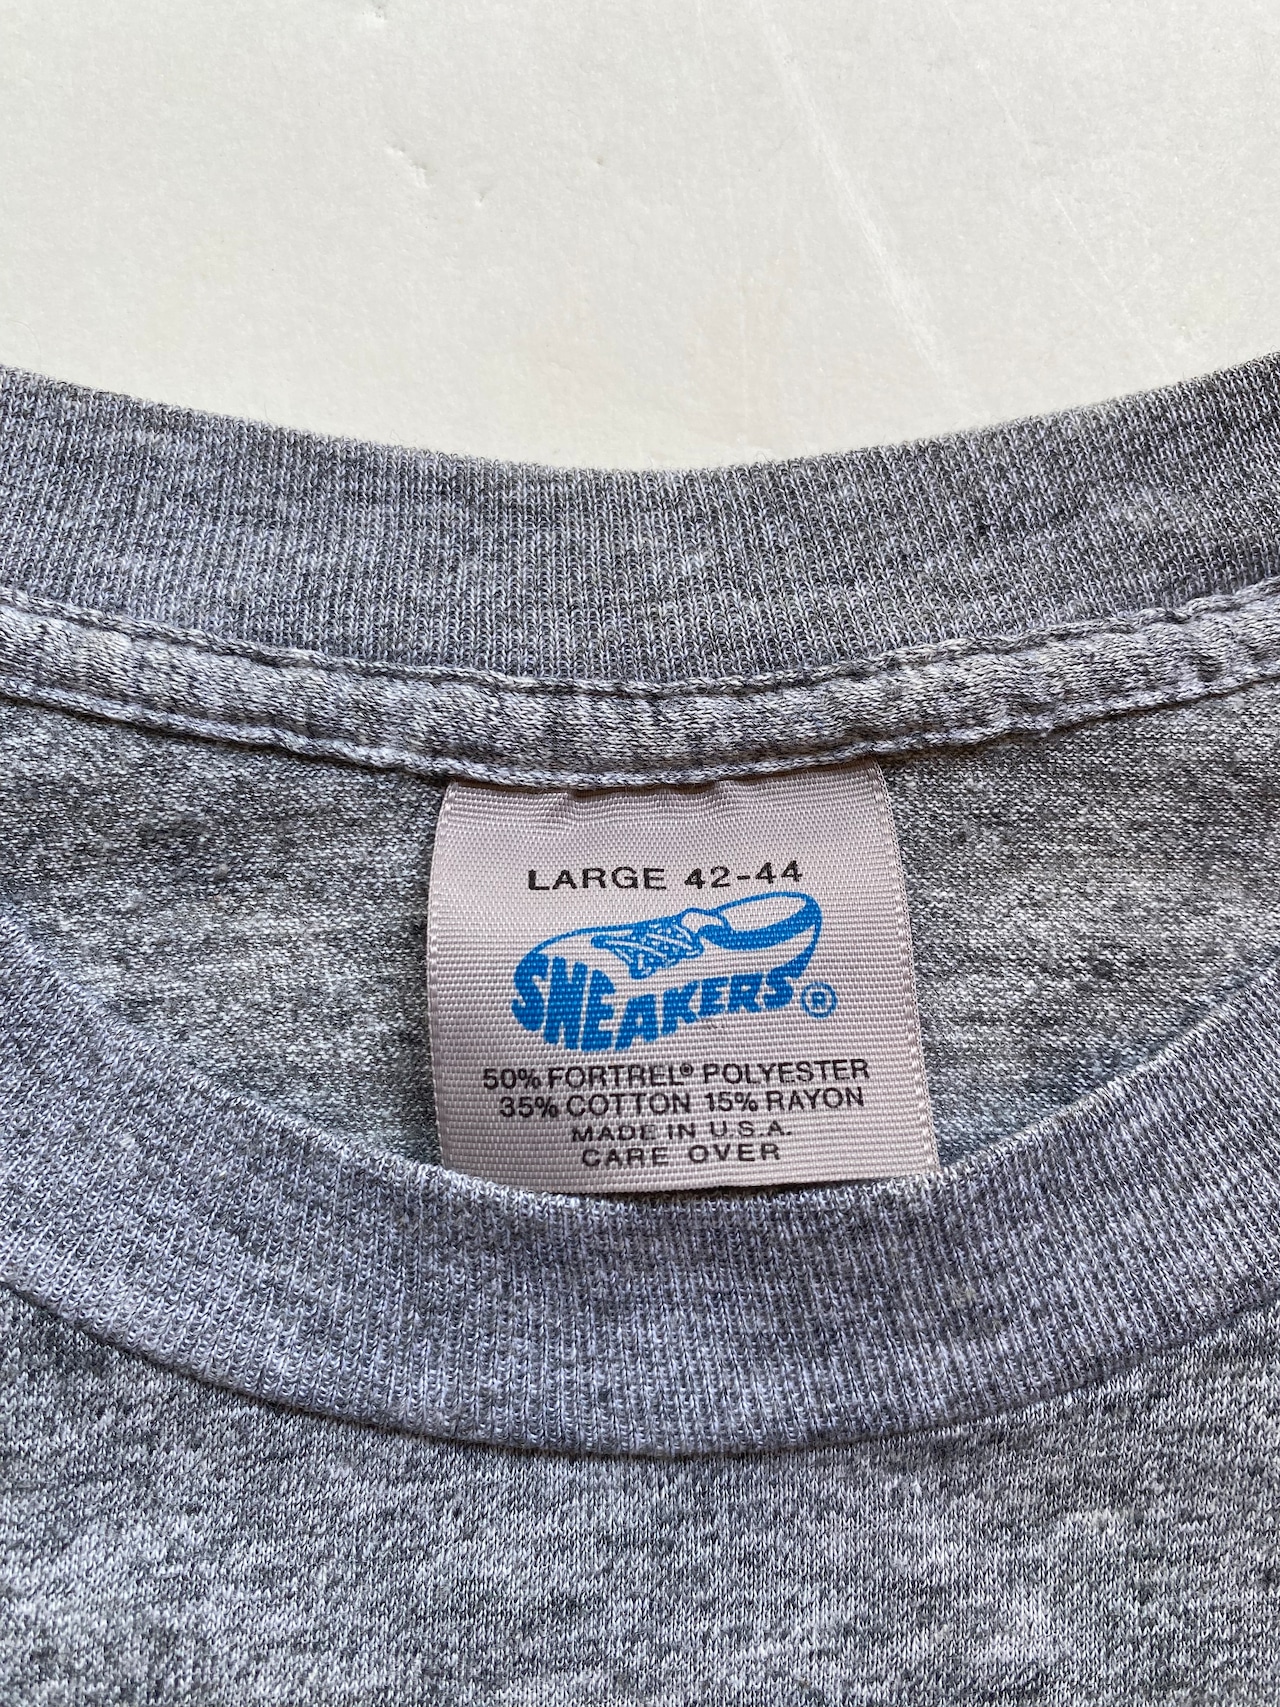 LARGE 42-44
SNEAKERS®
50% FORTREL® POLYESTER
35% COTTON 15% RAYON
MADE IN U.S.A.
CARE OVER